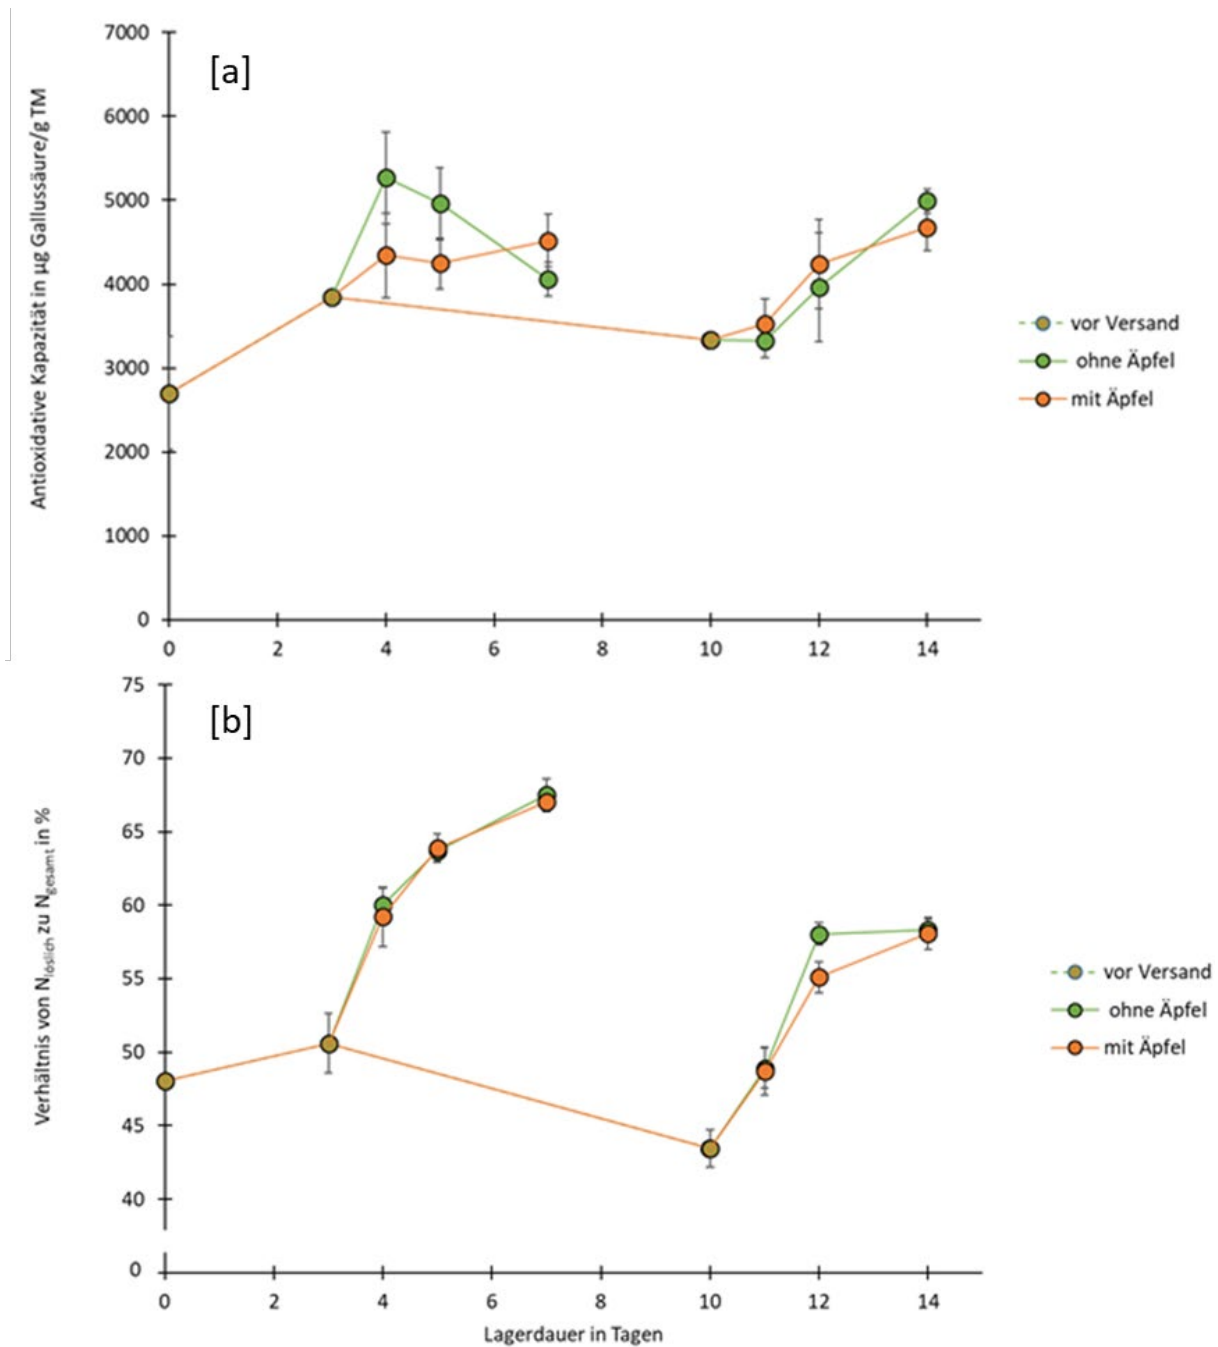 Antioxidative Kapazität in µg Gallussäure/g TM
[a]
7000
6000
5000
4000
3000
2000
1000
0
0 2 4 6 8 10 12 14
vor Versand
ohne Äpfel
mit Äpfel
Verhältnis von Nlöslich zu Ngesamt in %
[b]
75
70
65
60
55
50
45
40
0
0 2 4 6 8 10 12 14
Lagerdauer in Tagen
vor Versand
ohne Äpfel
mit Äpfel